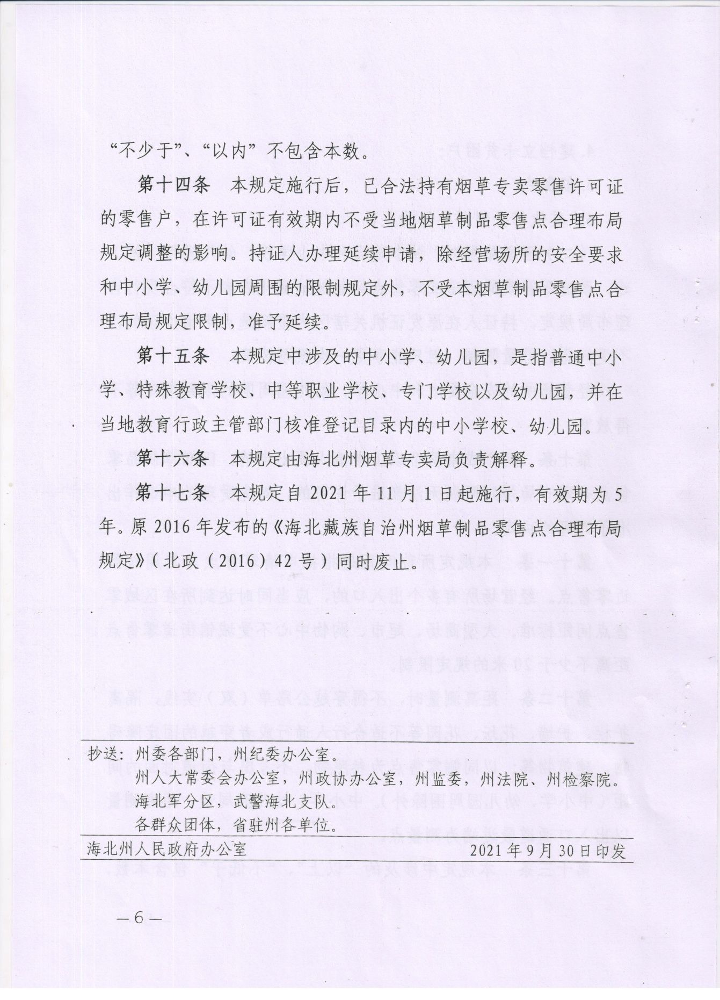 “不少于”、“以内”不包含本数。
第十四条 本规定施行后，已合法持有烟草专卖零售许可证
的零售户，在许可证有效期内不受当地烟草制品零售点合理布局
规定调整的影响。持证人办理延续申请，除经营场所的安全要求
和中小学、幼儿园周围的限制规定外，不受本烟草制品零售点合
理布局规定限制，准予延续。
第十五条 本规定中涉及的中小学、幼儿园，是指普通中小
学、特殊教育学校、中等职业学校、专门学校以及幼儿园，并在
当地教育行政主管部门核准登记目录内的中小学校、幼儿园。
第十六条 本规定由海北州烟草专卖局负责解释。
第十七条 本规定自2021年11月1日起施行，有效期为5
年。原2016年发布的《海北藏族自治州烟草制品零售点合理布局
规定》（北政（2016）42号）同时废止。
抄送：州委各部门，州纪委办公室。
州人大常委会办公室，州政协办公室，州监委，州法院、州检察院。
海北军分区，武警海北支队。
各群众团体，省驻州各单位。
海北州人民政府办公室 2021年9月30日印发
—6—